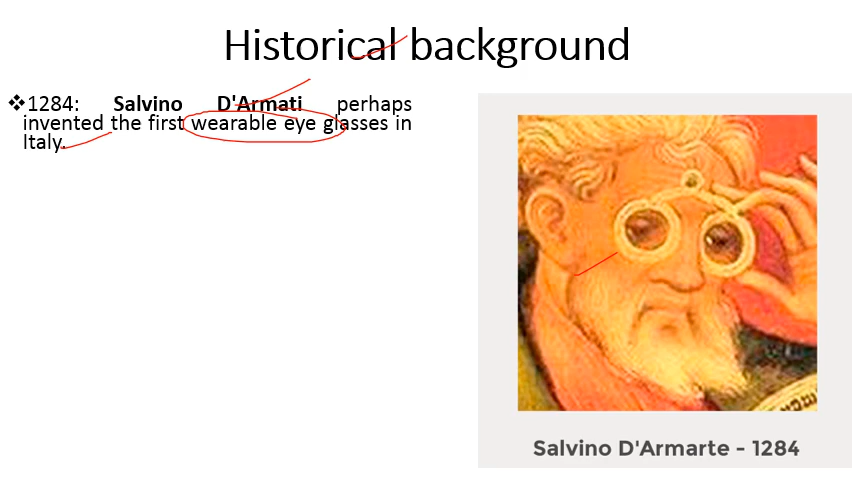 Historical background
❖1284: Salvino D'Armati perhaps
invented the first wearable eye glasses in
Italy.
Salvino D'Armarte - 1284